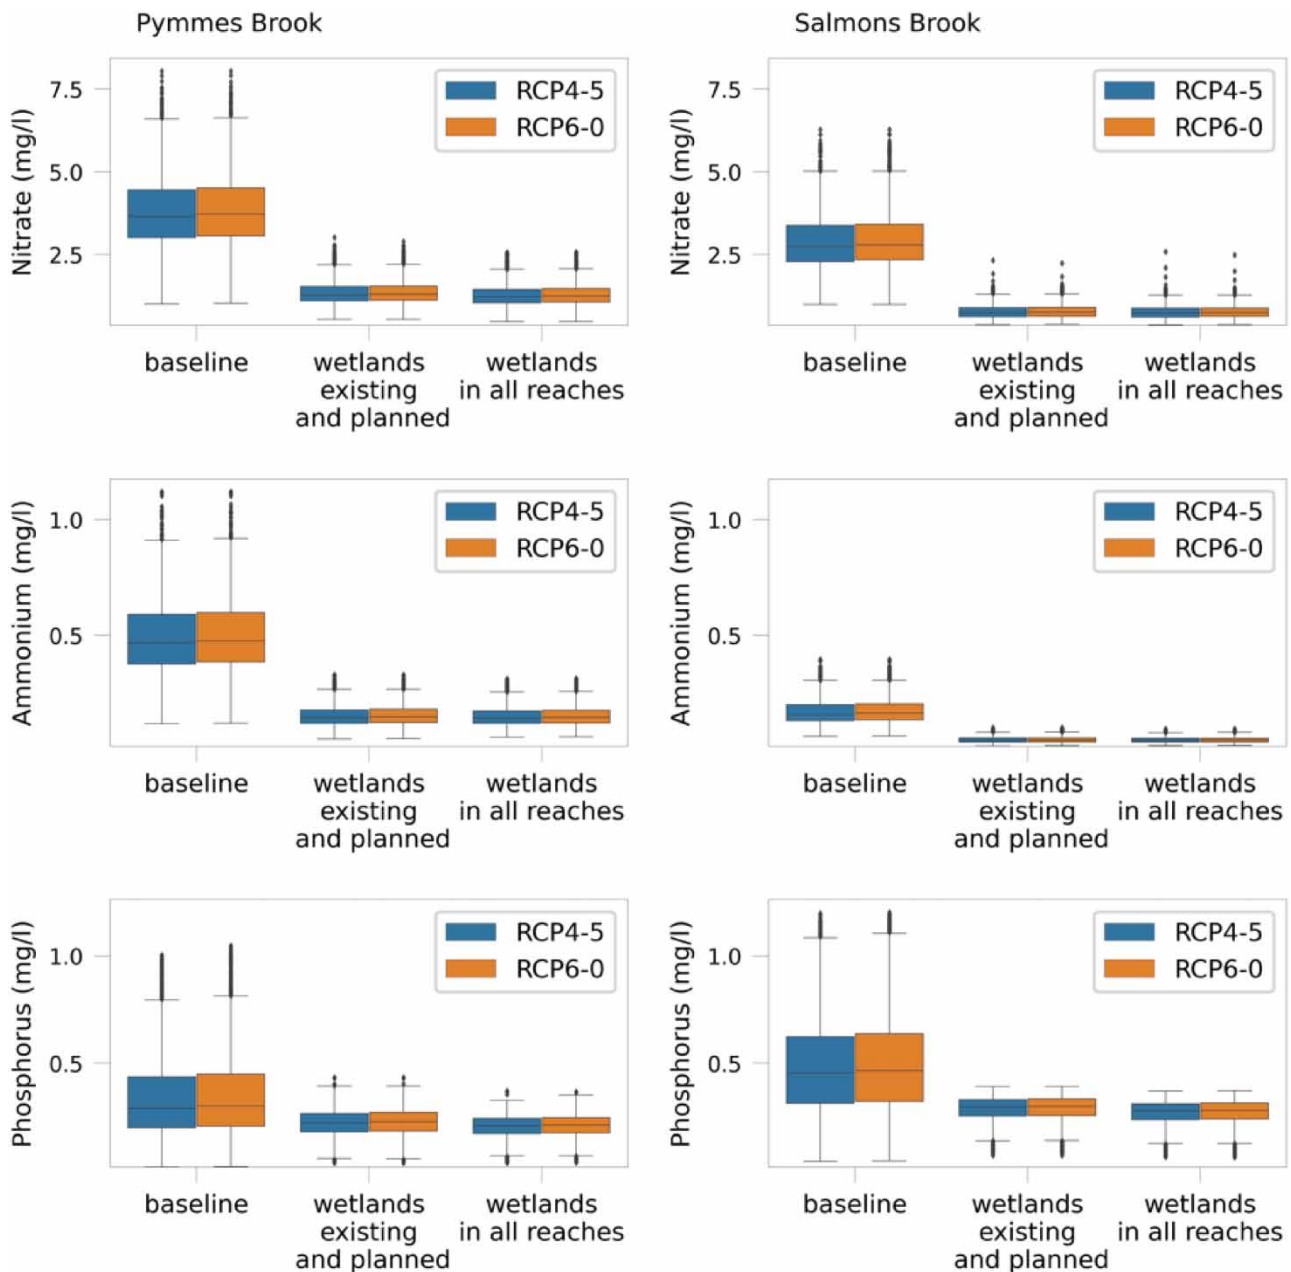 Pymmes Brook
Nitrate (mg/l)
7.5
5.0
2.5
RCP4-5
RCP6-0
baseline
wetlands
existing
and planned
wetlands
in all reaches
Salmons Brook
Nitrate (mg/l)
7.5
5.0
2.5
RCP4-5
RCP6-0
baseline
wetlands
existing
and planned
wetlands
in all reaches
Ammonium (mg/l)
1.0
0.5
RCP4-5
RCP6-0
baseline
wetlands
existing
and planned
wetlands
in all reaches
Ammonium (mg/l)
1.0
0.5
RCP4-5
RCP6-0
baseline
wetlands
existing
and planned
wetlands
in all reaches
Phosphorus (mg/l)
1.0
0.5
RCP4-5
RCP6-0
baseline
wetlands
existing
and planned
wetlands
in all reaches
Phosphorus (mg/l)
1.0
0.5
RCP4-5
RCP6-0
baseline
wetlands
existing
and planned
wetlands
in all reaches